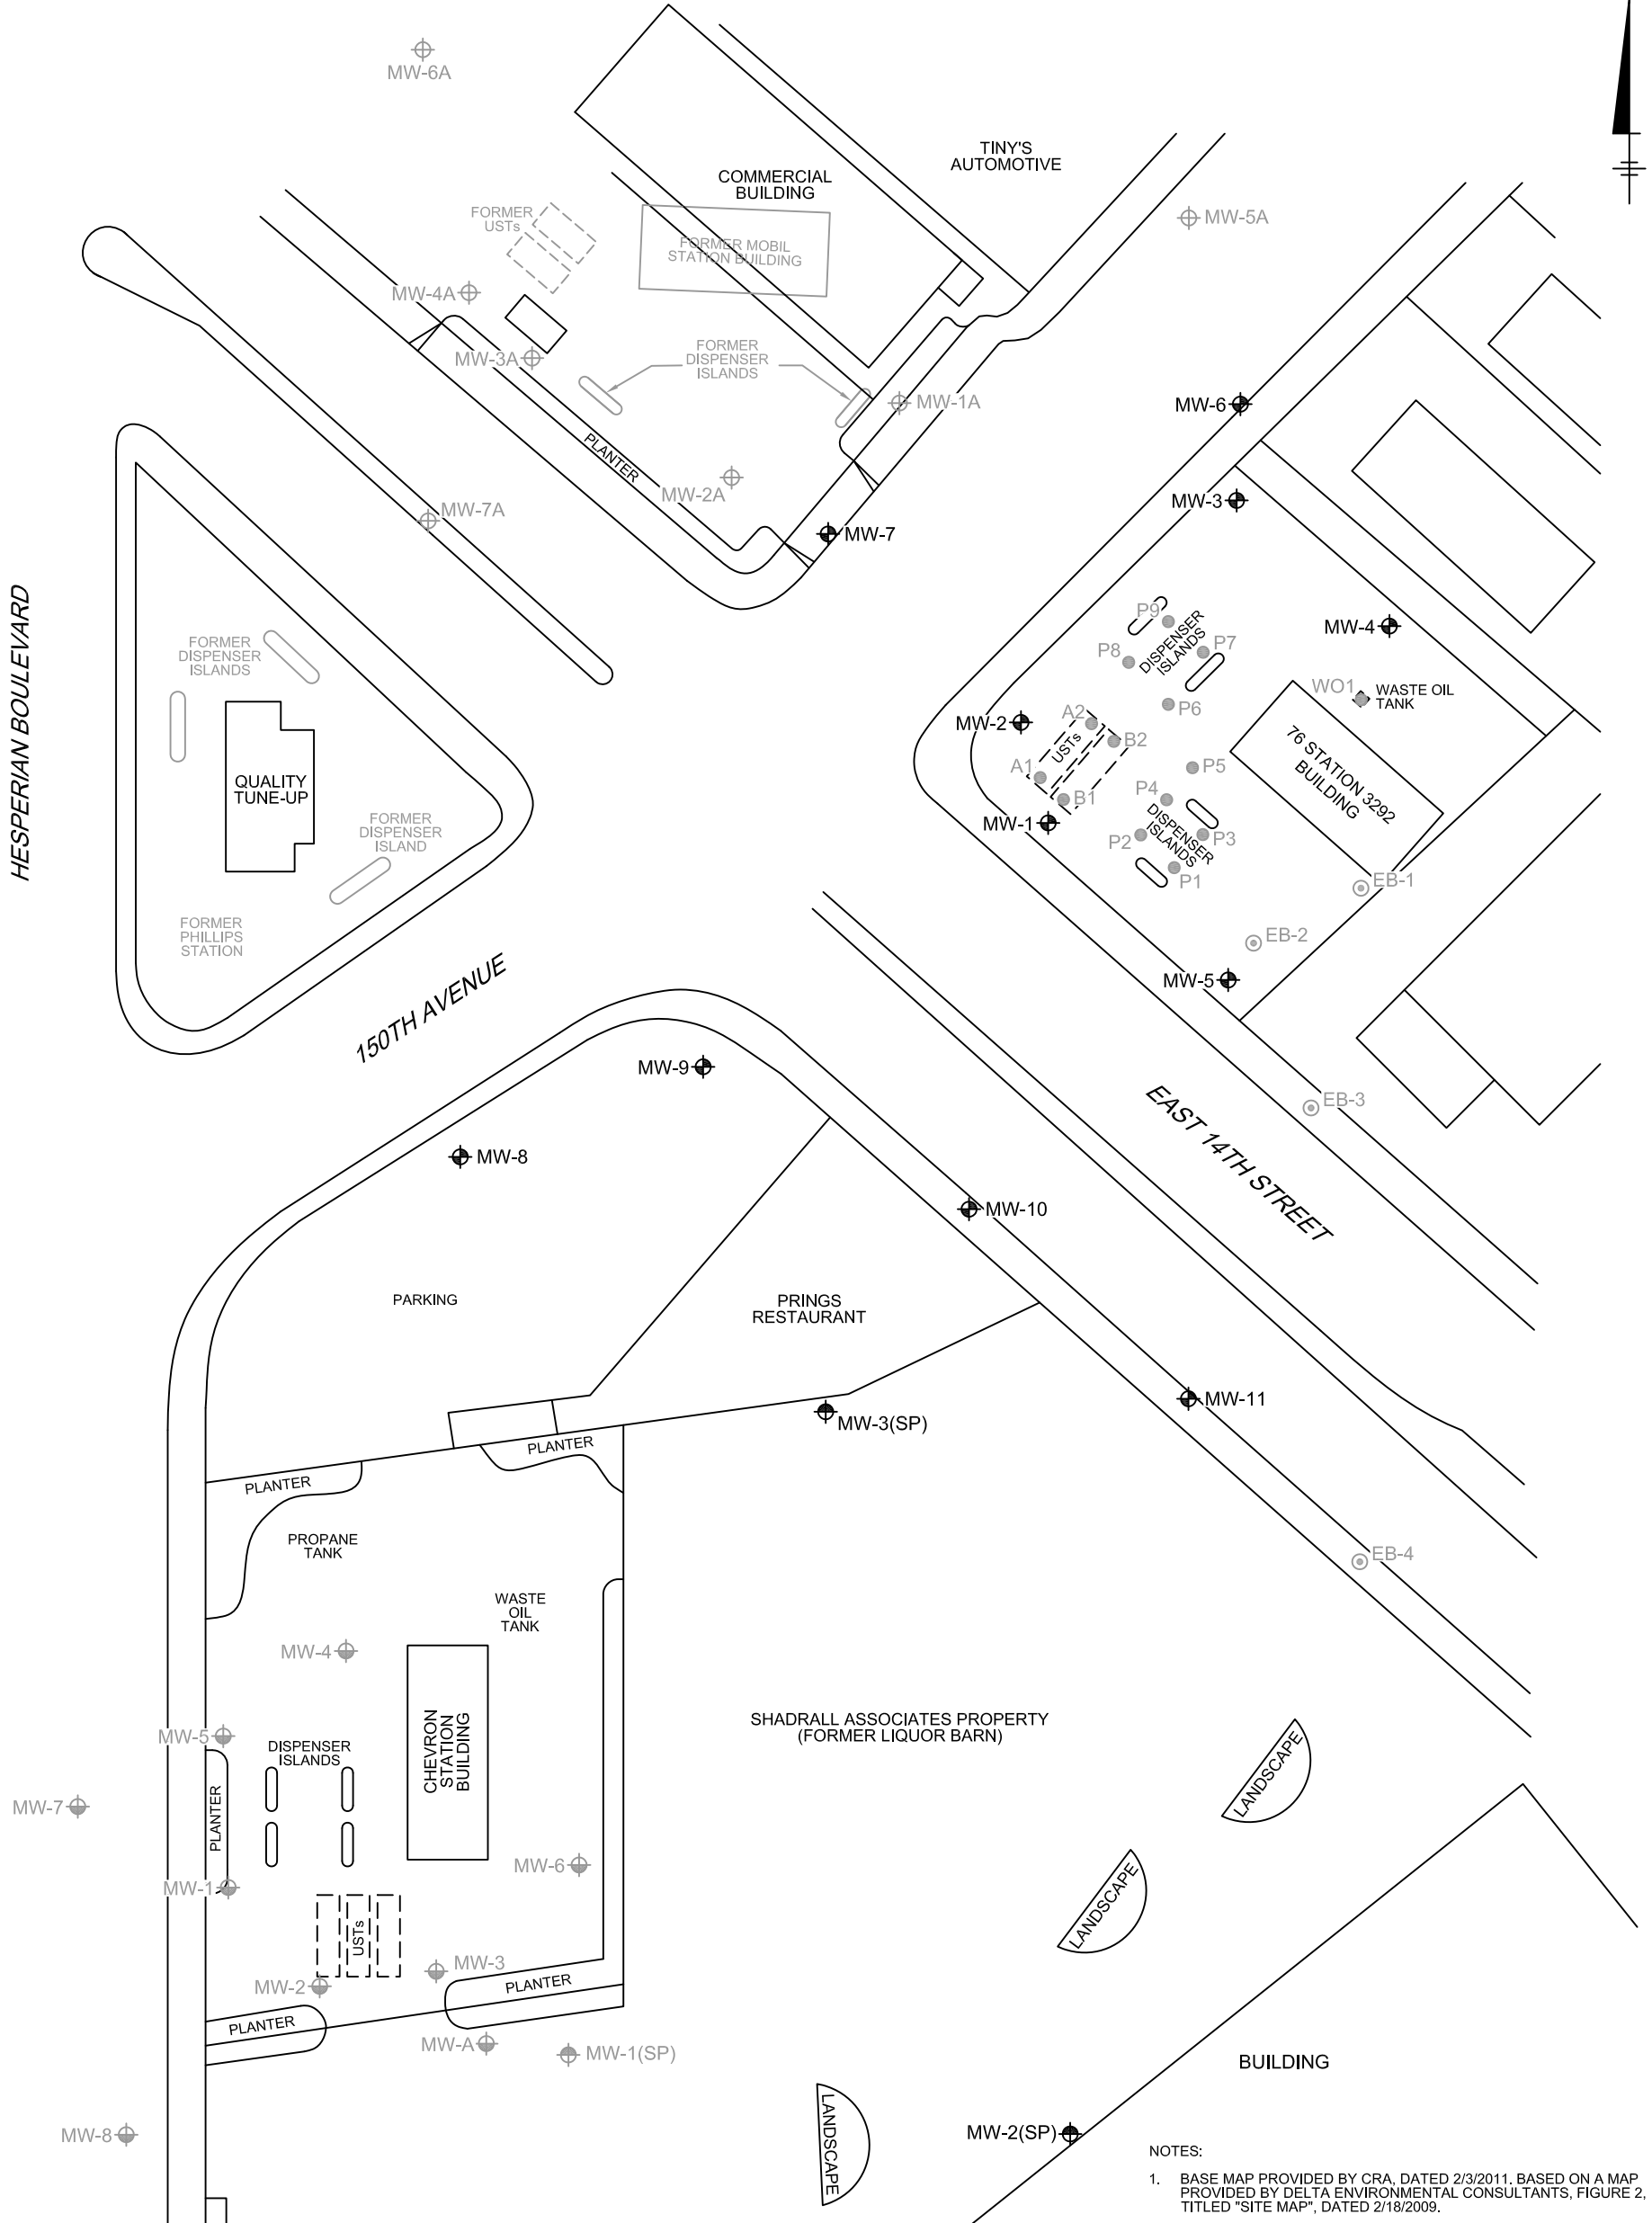 MW-6A
TINY'S
AUTOMOTIVE
COMMERCIAL
BUILDING
FORMER
USTs
MW-5A
FORMER MOBIL
STATION BUILDING
MW-4A
MW-3A
FORMER
DISPENSER
ISLANDS
MW-1A
MW-6
PLANTER
MW-2A
MW-3
MW-7A
MW-7
HESPERIAN BOULEVARD
FORMER
DISPENSER
ISLANDS
P9
DISPENSER
ISLANDS
P8
P7
MW-4
WO1
WASTE OIL
TANK
P6
MW-2
A2
USTs
B2
76 STATION 3292
BUILDING
QUALITY
TUNE-UP
A1
P5
B1
P4
MW-1
DISPENSER
ISLANDS
P2
P3
P1
FORMER
DISPENSER
ISLAND
EB-1
FORMER
PHILLIPS
STATION
EB-2
MW-5
150TH AVENUE
MW-9
EAST 14TH STREET
EB-3
MW-8
MW-10
PARKING
PRINGS
RESTAURANT
MW-11
MW-3(SP)
PLANTER
PLANTER
PROPANE
TANK
EB-4
WASTE
OIL
TANK
MW-4
CHEVRON
STATION
BUILDING
SHADRALL ASSOCIATES PROPERTY
(FORMER LIQUOR BARN)
MW-5
DISPENSER
ISLANDS
LANDSCAPE
MW-7
PLANTER
MW-6
MW-1
LANDSCAPE
USTs
MW-3
MW-2
PLANTER
PLANTER
MW-A
MW-1(SP)
BUILDING
LANDSCAPE
MW-8
MW-2(SP)
NOTES:
1. BASE MAP PROVIDED BY CRA, DATED 2/3/2011. BASED ON A MAP
PROVIDED BY DELTA ENVIRONMENTAL CONSULTANTS, FIGURE 2,
TITLED "SITE MAP", DATED 2/18/2009.